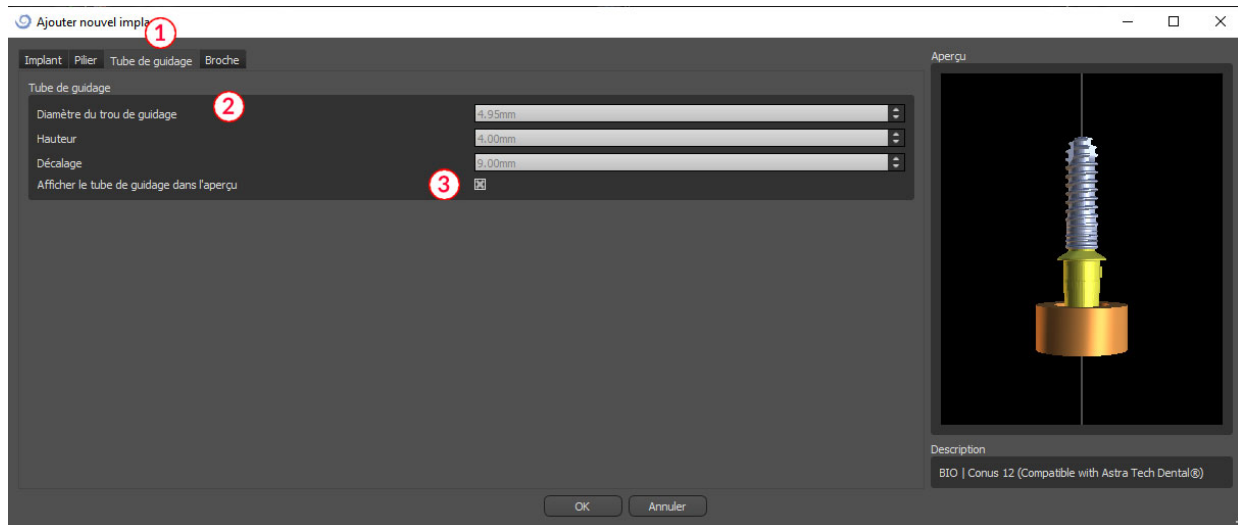 Ajouter nouvel impla
1
Implant Pilier Tube de guidage Broche
Tube de guidage
2
Diamètre du trou de guidage 4.95mm
Hauteur 4.00mm
Décalage 9.00mm
Afficher le tube de guidage dans l'aperçu
3
Aperçu
Description
BIO | Conus 12 (Compatible with Astra Tech Dental®)
OK Annuler